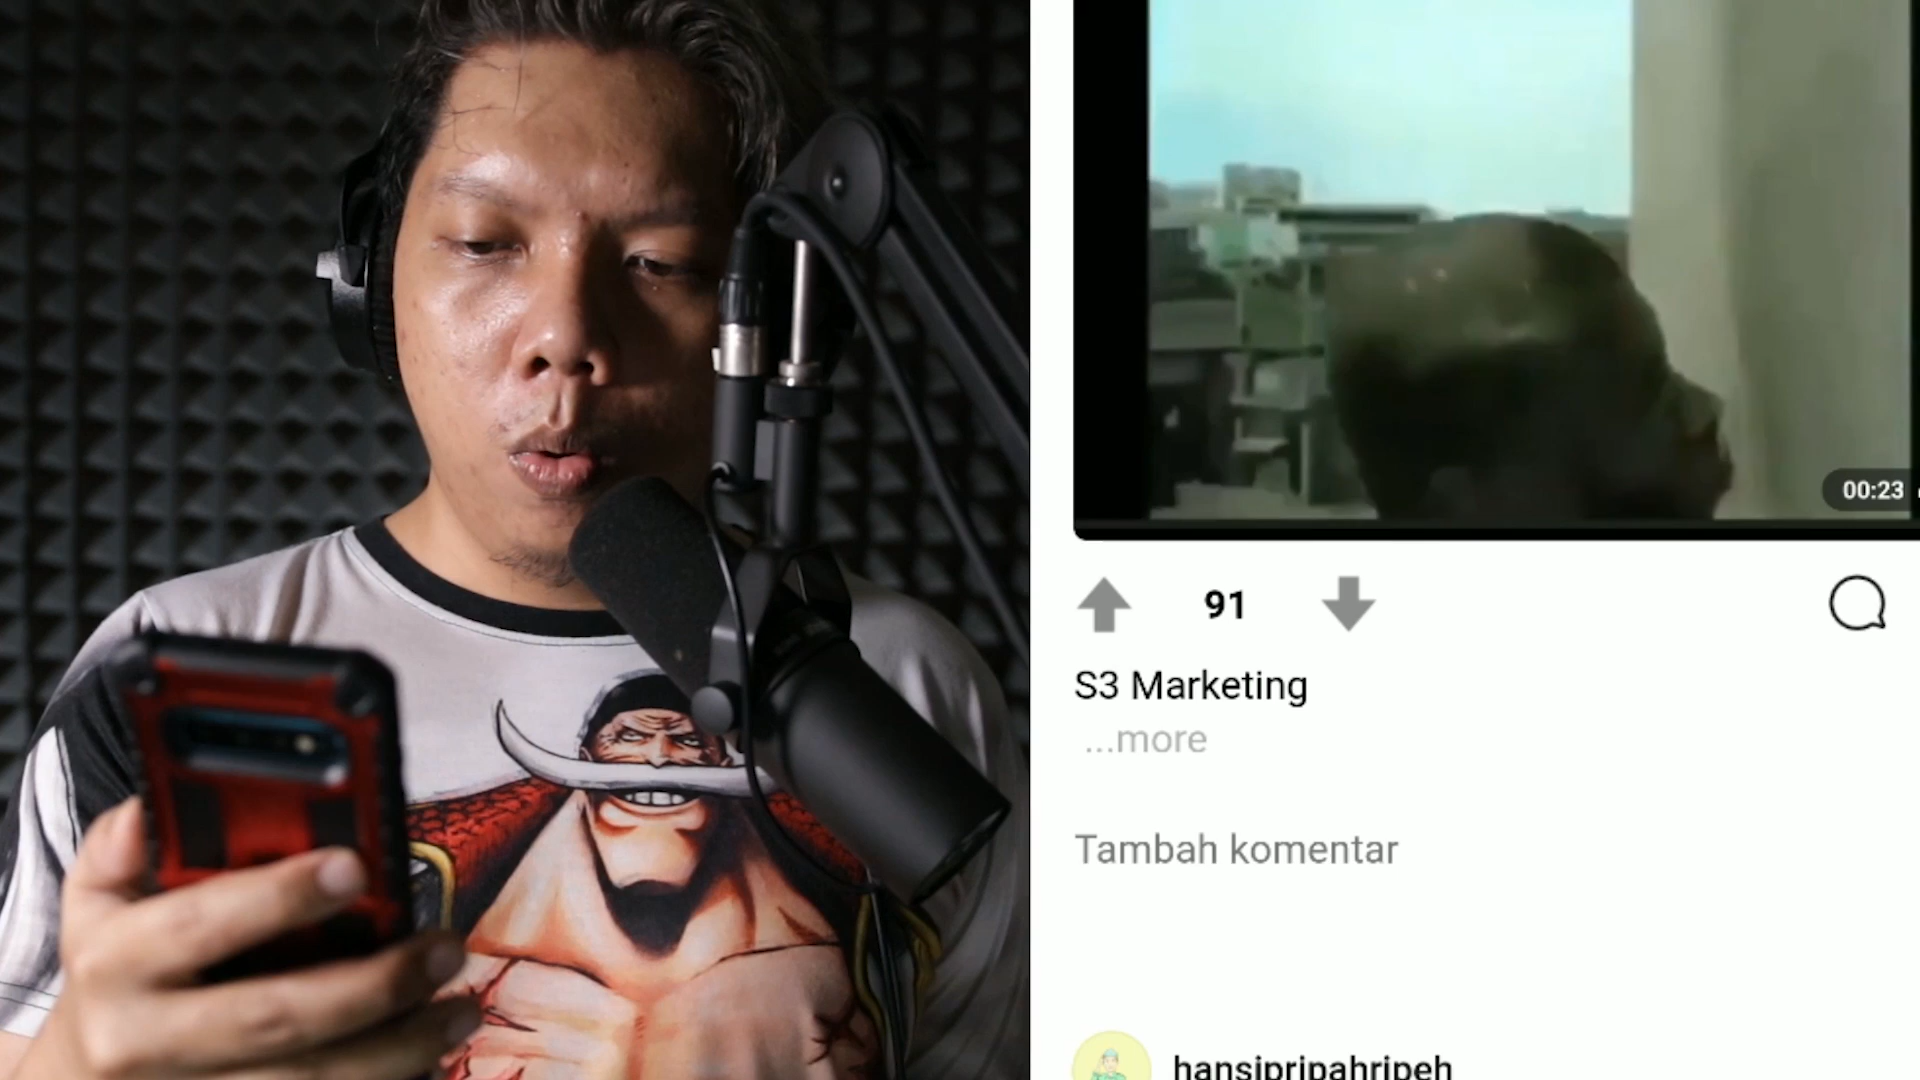 00:23
91
S3 Marketing
...more
Tambah komentar
hansipripahripeh